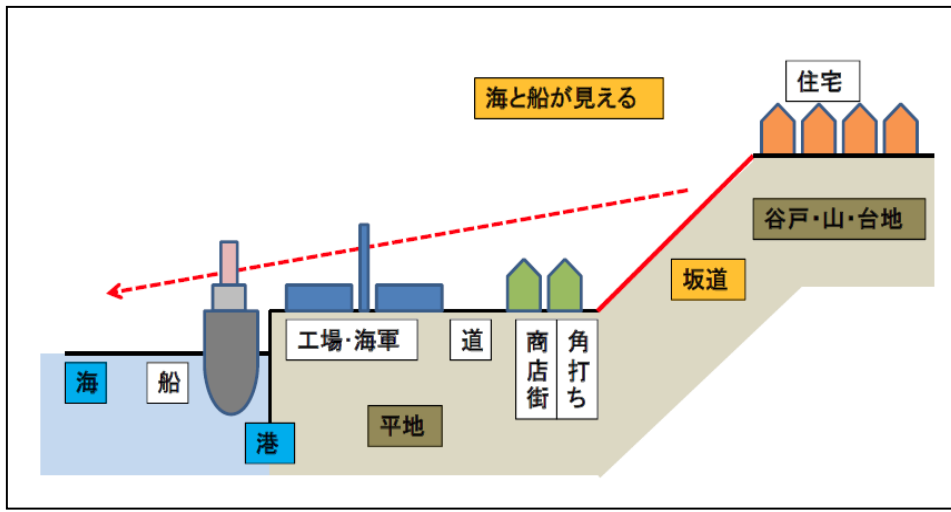 住宅
海と船が見える
谷戸・山・台地
坂道
工場・海軍
道
商店街
角打ち
海
船
平地
港